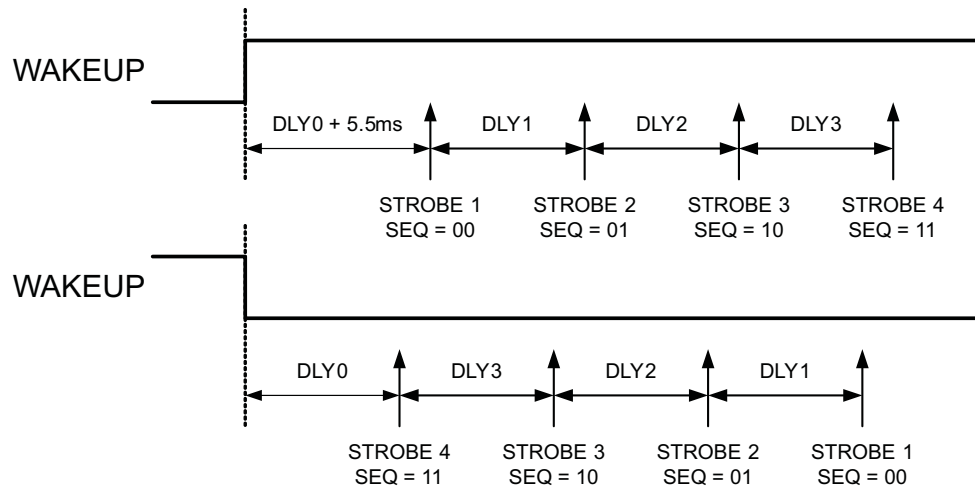 WAKEUP
DLY0 + 5.5ms DLY1 DLY2 DLY3
STROBE 1 STROBE 2 STROBE 3 STROBE 4
SEQ = 00 SEQ = 01 SEQ = 10 SEQ = 11
WAKEUP
DLY0 DLY3 DLY2 DLY1
STROBE 4 STROBE 3 STROBE 2 STROBE 1
SEQ = 11 SEQ = 10 SEQ = 01 SEQ = 00